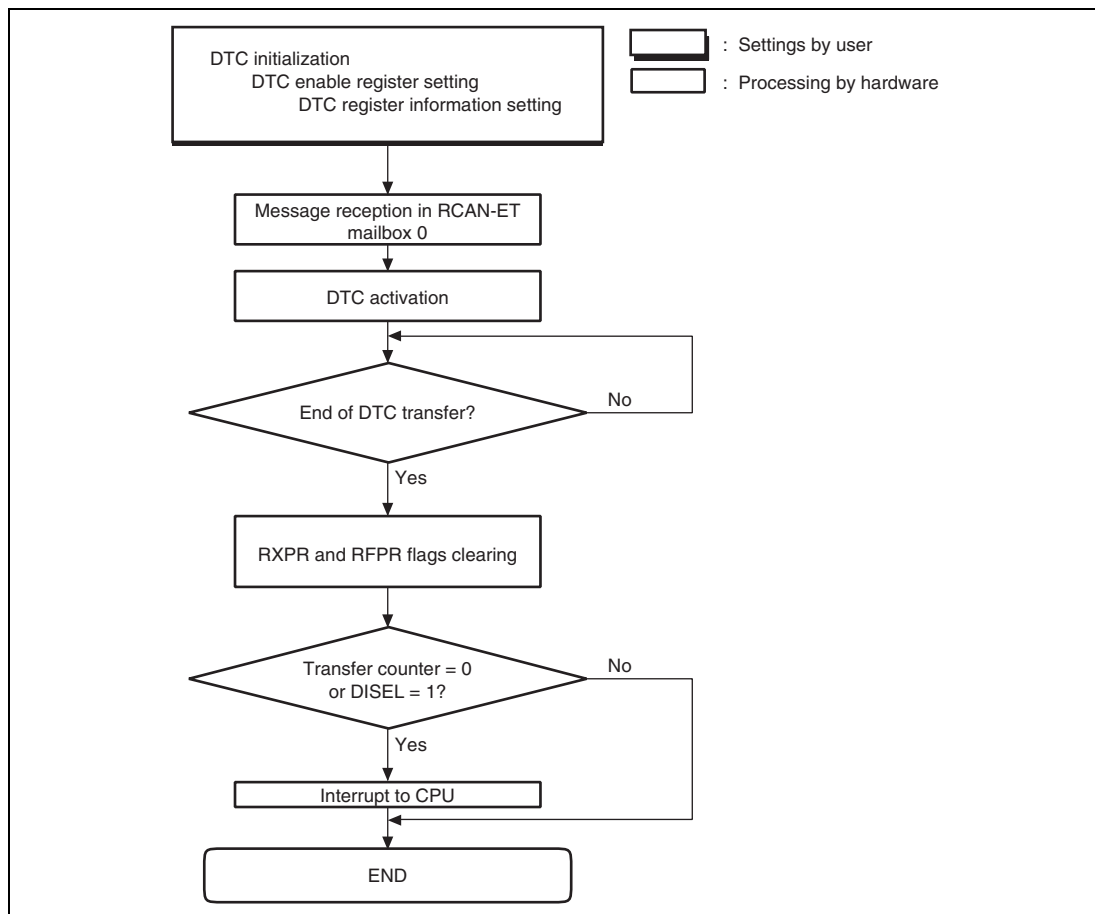 DTC initialization
DTC enable register setting
DTC register information setting
: Settings by user
: Processing by hardware
Message reception in RCAN-ET
mailbox 0
DTC activation
End of DTC transfer?
No
Yes
RXPR and RFPR flags clearing
Transfer counter = 0
or DISEL = 1?
No
Yes
Interrupt to CPU
END